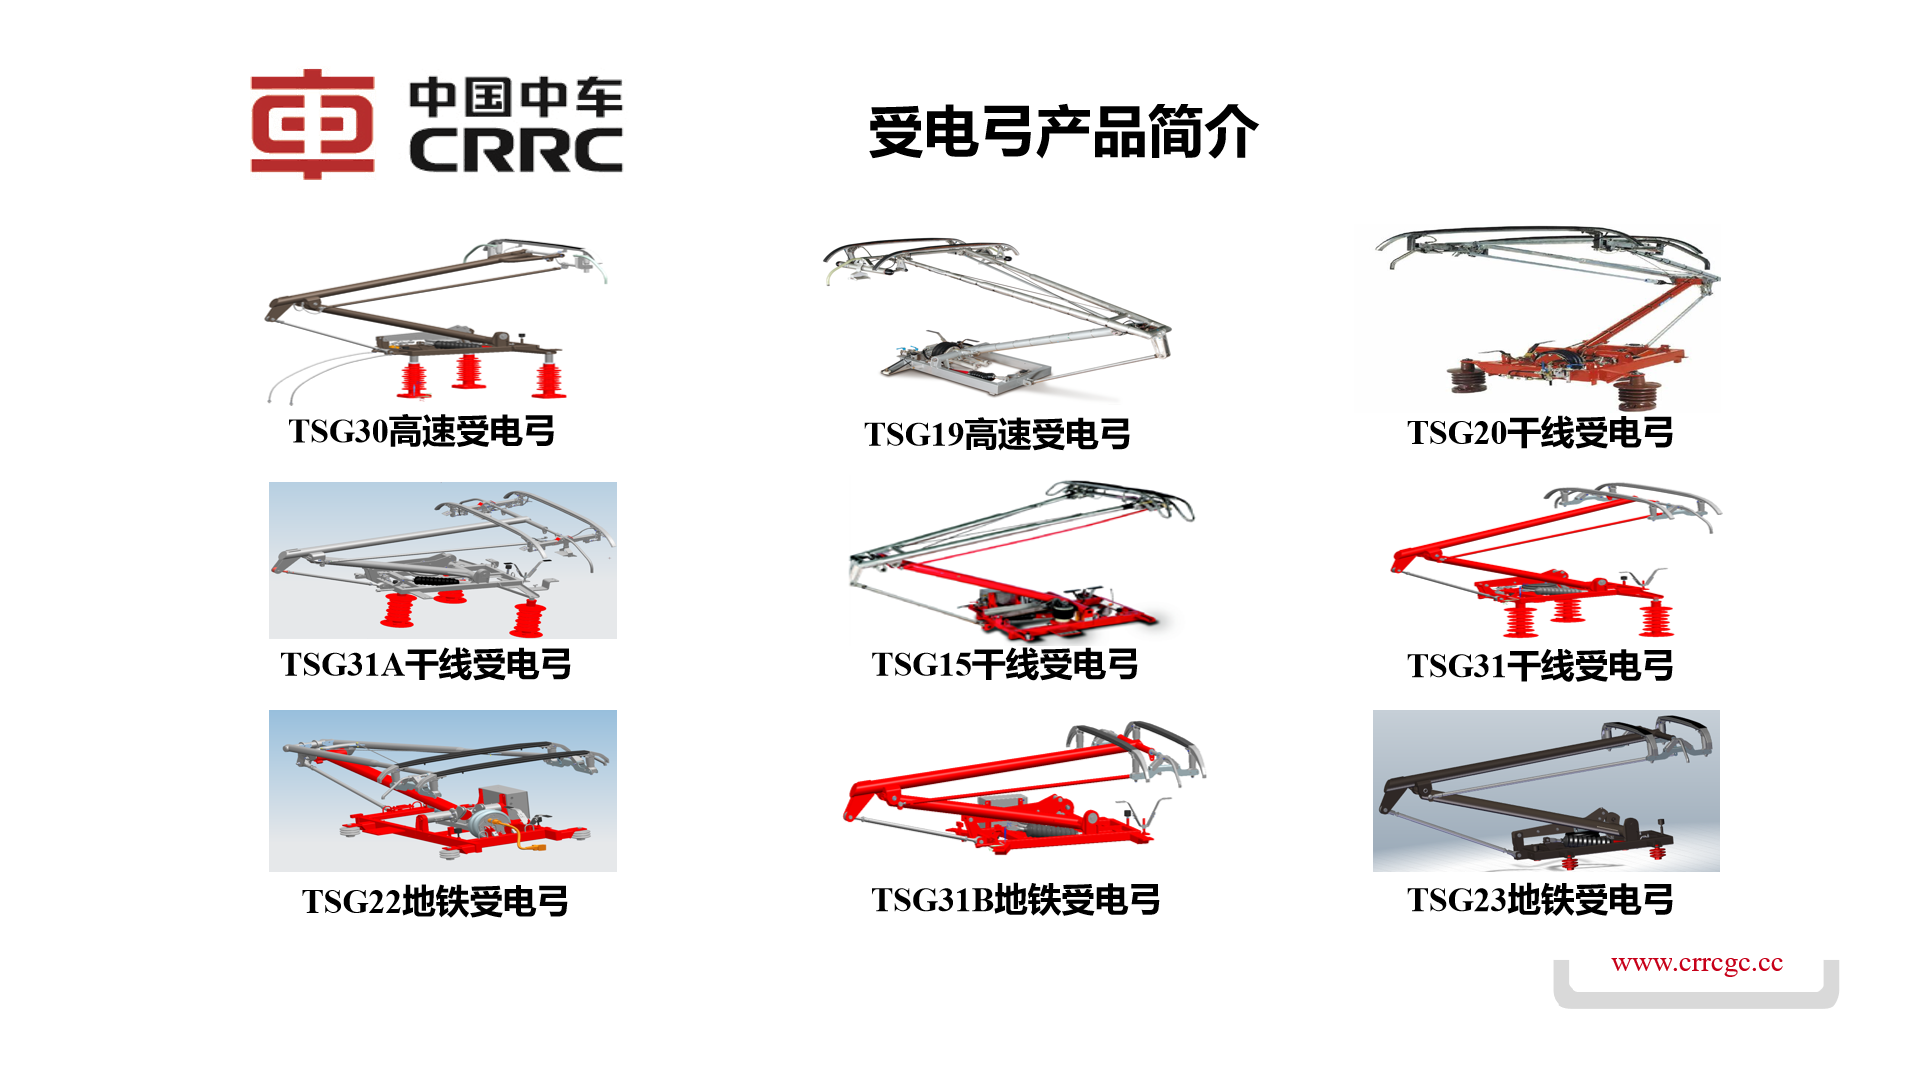 中国中车
CRRC
受电弓产品简介
TSG30高速受电弓
TSG19高速受电弓
TSG20干线受电弓
TSG31A干线受电弓
TSG15干线受电弓
TSG31干线受电弓
TSG22地铁受电弓
TSG31B地铁受电弓
TSG23地铁受电弓
www.crrcgc.cc